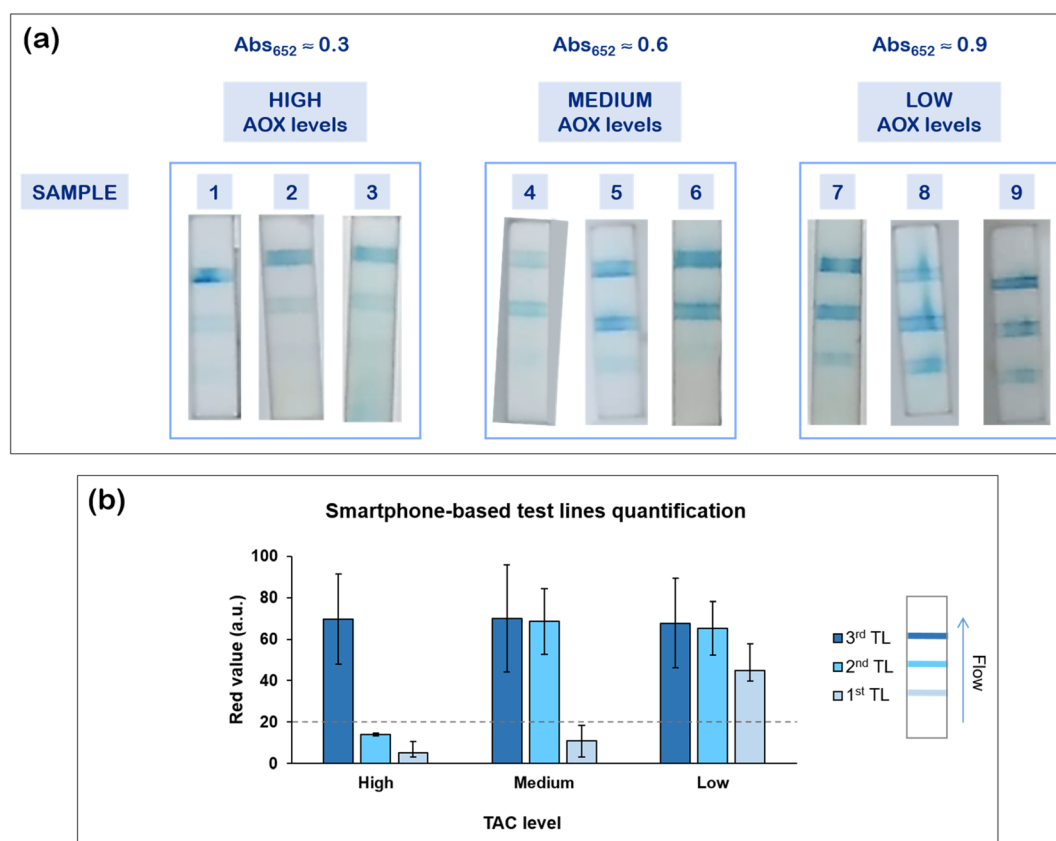 (a)
Abs652 ≈ 0.3
Abs652 ≈ 0.6
Abs652 ≈ 0.9
HIGH
AOX levels
MEDIUM
AOX levels
LOW
AOX levels
SAMPLE
1
2
3
4
5
6
7
8
9
(b)
Smartphone-based test lines quantification
Red value (a.u.)
100
80
60
40
20
0
High
Medium
Low
TAC level
3rd TL
2nd TL
1st TL
Flow